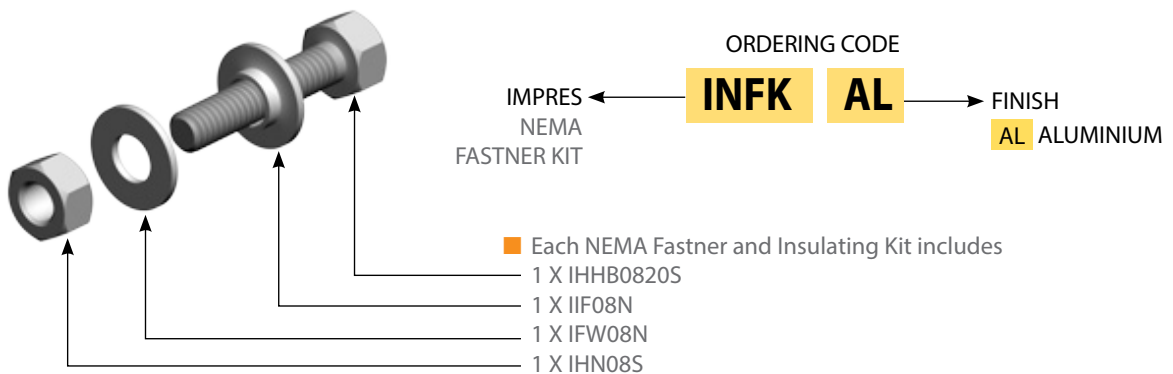 ORDERING CODE
IMPRES INFK AL FINISH
NEMA
FASTNER KIT
AL ALUMINIUM
Each NEMA Fastner and Insulating Kit includes
1 X IHHB0820S
1 X IIF08N
1 X IFW08N
1 X IHN08S